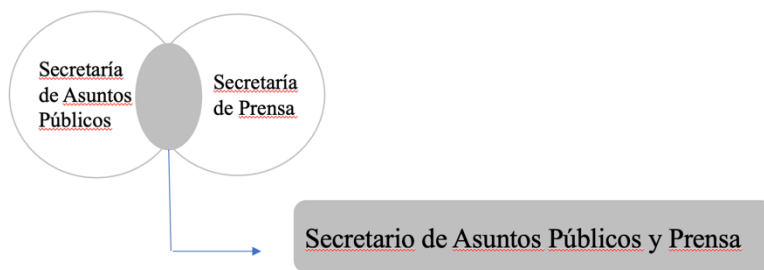 Secretaría
de Asuntos
Públicos
Secretaría
de Prensa
Secretario de Asuntos Públicos y Prensa